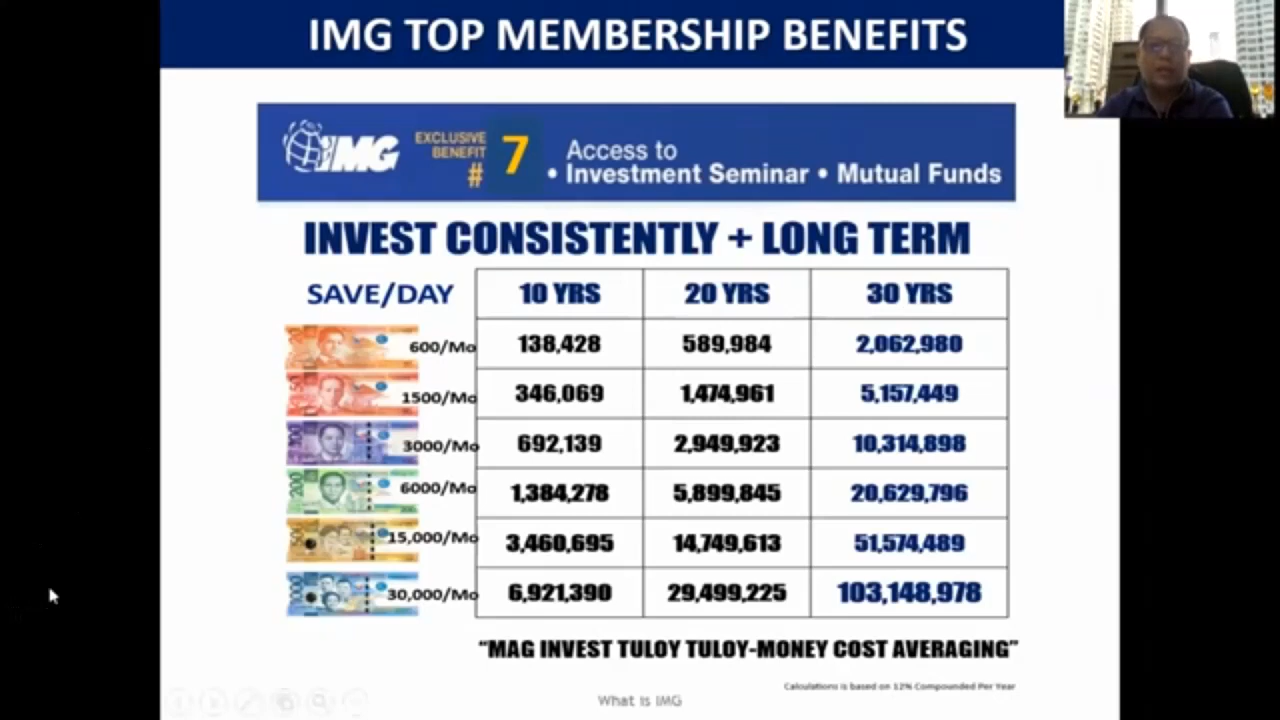 IMG TOP MEMBERSHIP BENEFITS
IMG
EXCLUSIVE
BENEFIT
# 7
Access to
• Investment Seminar • Mutual Funds
INVEST CONSISTENTLY + LONG TERM
SAVE/DAY 10 YRS 20 YRS 30 YRS
600/Mo 138,428 589,984 2,062,980
1500/Mo 346,069 1,474,961 5,157,449
3000/Mo 692,139 2,949,923 10,314,898
200 6000/Mo 1,384,278 5,899,845 20,629,796
15,000/Mo 3,460,695 14,749,613 51,574,489
30,000/Mo 6,921,390 29,499,225 103,148,978
“MAG INVEST TULOY TULOY-MONEY COST AVERAGING”
Calculations is based on 12% Compounded Per Year
What is IMG